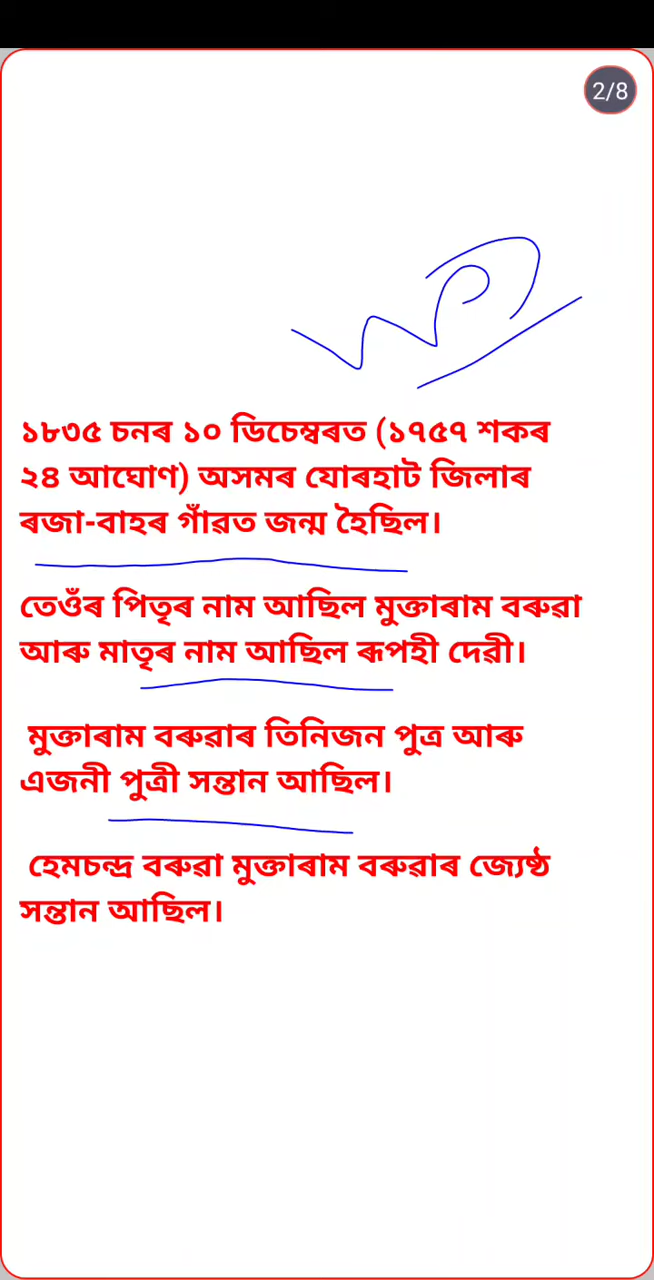 2/8
১৮৩৫ চনৰ ১০ ডিচেম্বৰত (১৭৫৭ শকৰ
২৪ আঘোণ) অসমৰ যোৰহাট জিলাৰ
ৰজা-বাহৰ গাঁৱত জন্ম হৈছিল।
তেওঁৰ পিতৃৰ নাম আছিল মুক্তাৰাম বৰুৱা
আৰু মাতৃৰ নাম আছিল ৰূপহী দেৱী।
মুক্তাৰাম বৰুৱাৰ তিনিজন পুত্ৰ আৰু
এজনী পুত্ৰী সন্তান আছিল।
হেমচন্দ্ৰ বৰুৱা মুক্তাৰাম বৰুৱাৰ জ্যেষ্ঠ
সন্তান আছিল।